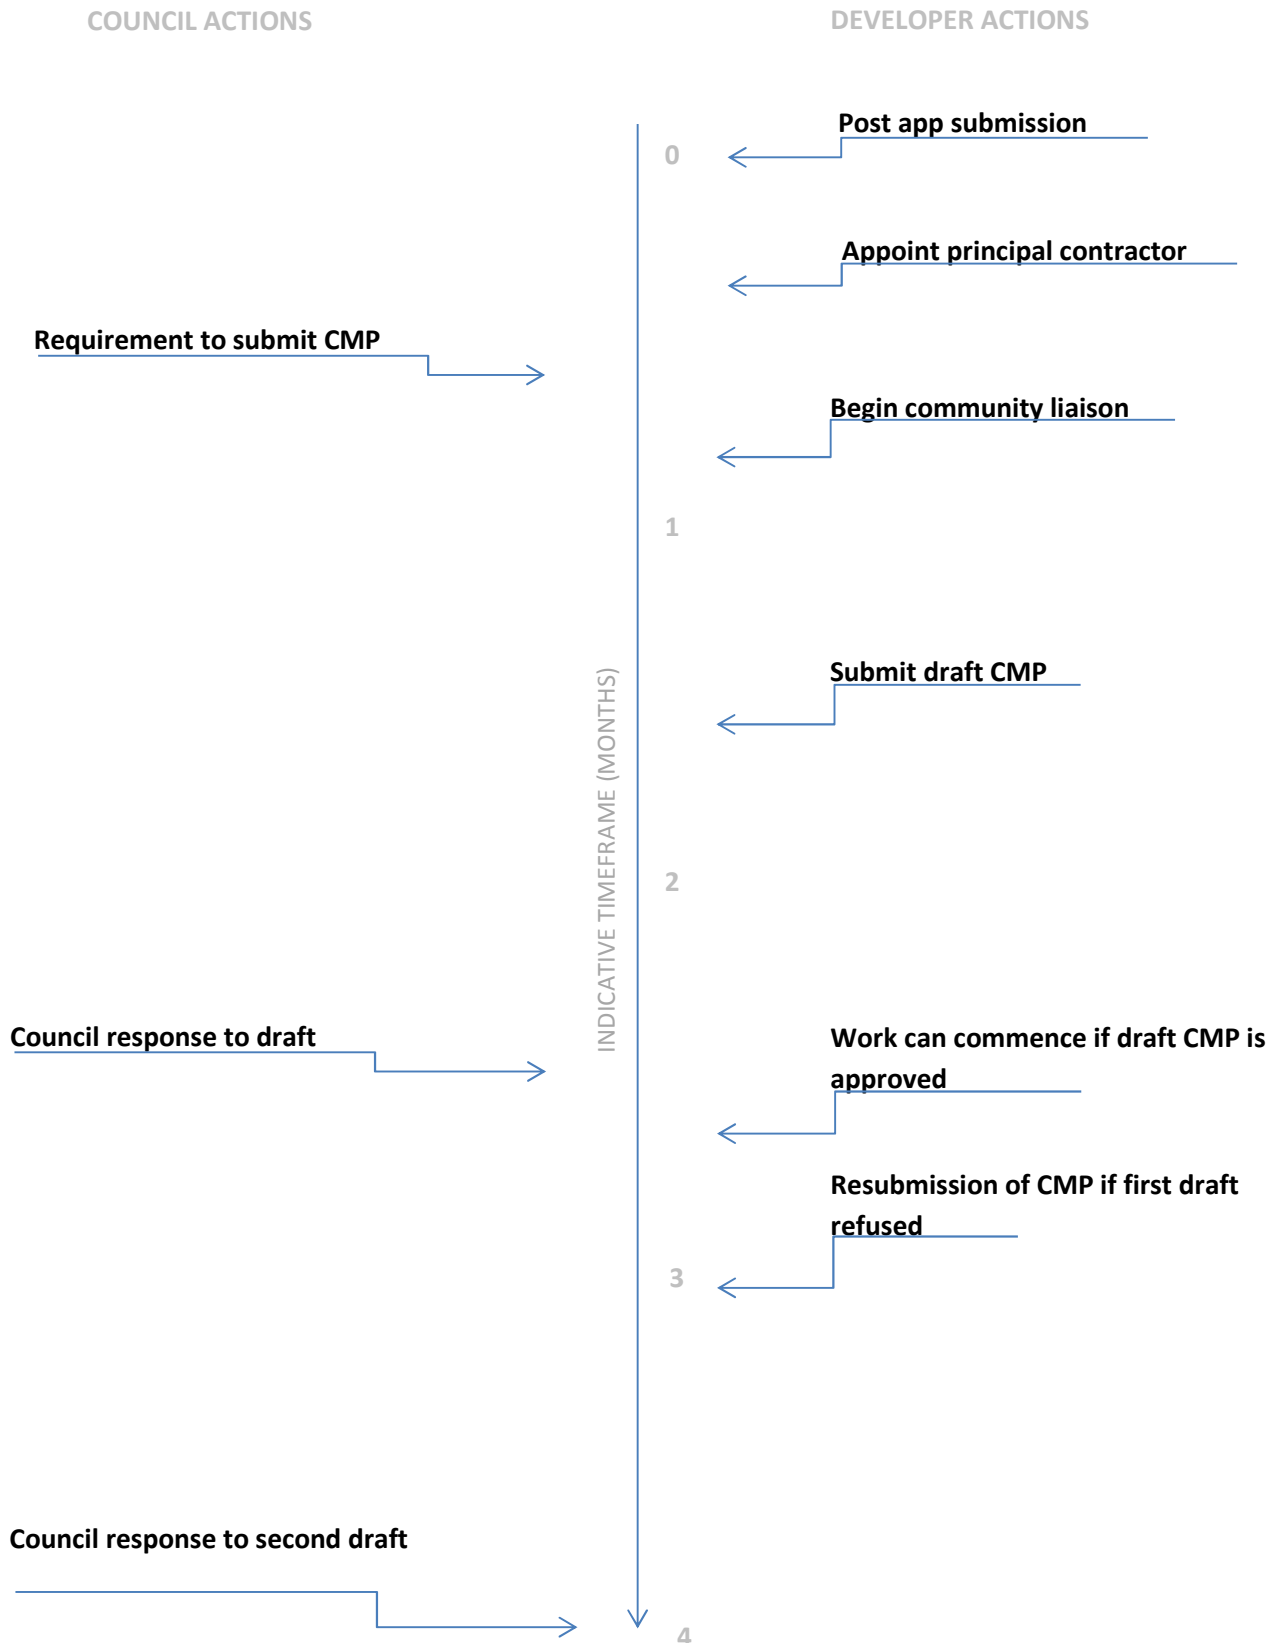 COUNCIL ACTIONS
DEVELOPER ACTIONS
Post app submission
0
Appoint principal contractor
Requirement to submit CMP
Begin community liaison
1
Submit draft CMP
INDICATIVE TIMEFRAME (MONTHS)
2
Council response to draft
Work can commence if draft CMP is
approved
Resubmission of CMP if first draft
refused
3
Council response to second draft
4